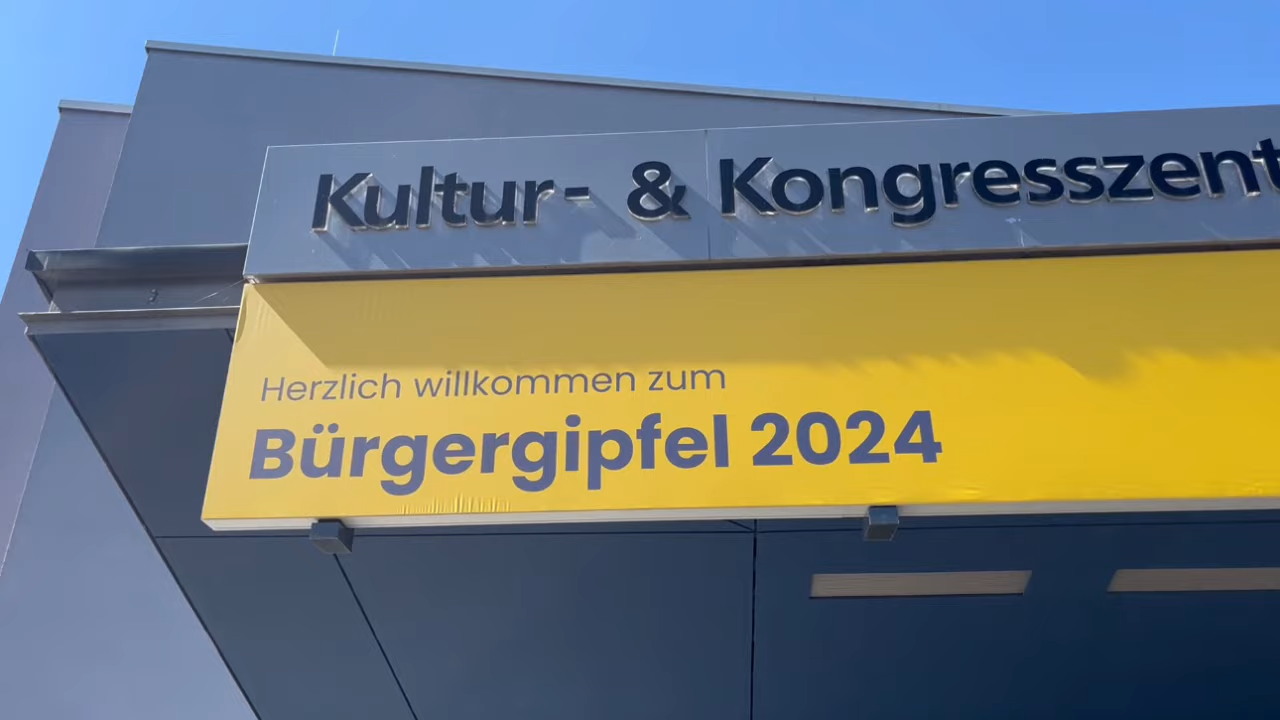 Kultur- & Kongresszent
Herzlich willkommen zum
Bürgergipfel 2024